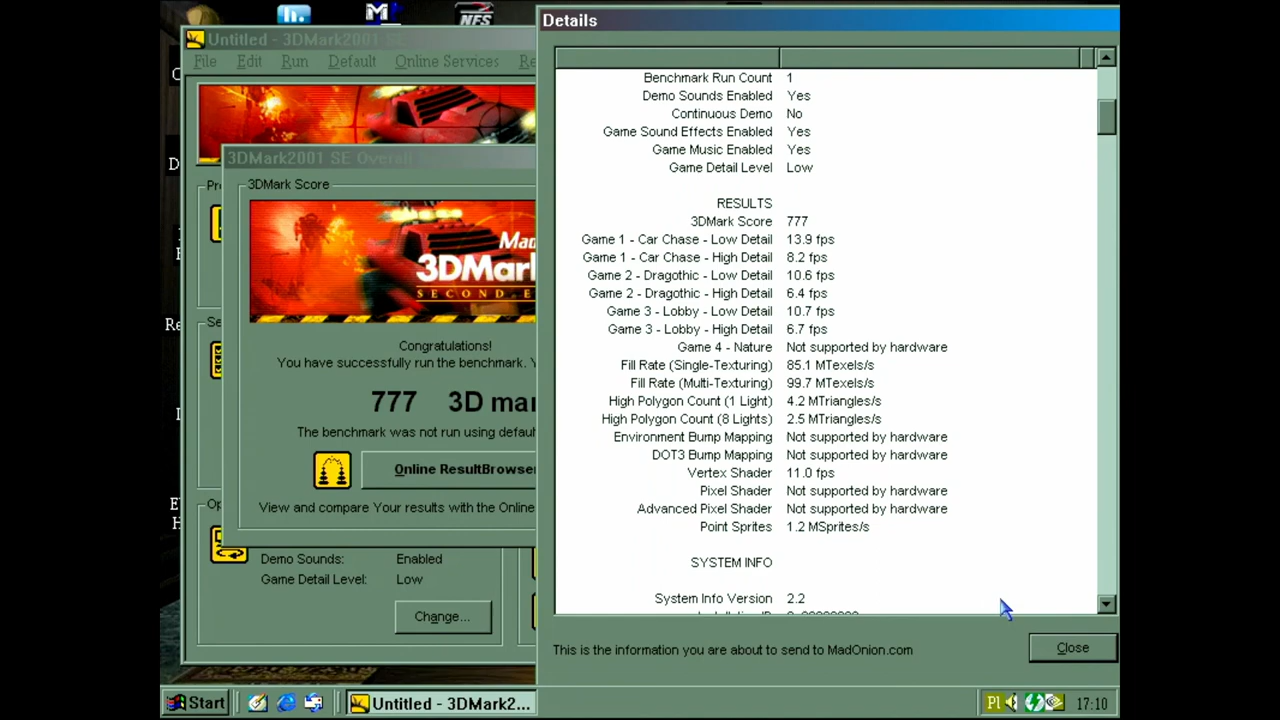 NFS
Details
Untitled - 3DMark2001 SE
File Edit Run Default Online Services Re
3DMark2001 SE Overall
3DMark Score
Mad
3DMark
SECOND E
Congratulations!
You have successfully run the benchmark. Y
777 3D mar
The benchmark was not run using defau
Online ResultBrowser
View and compare Your results with the Online
Pr
Se
Op
Demo Sounds: Enabled
Game Detail Level: Low
Change...
Benchmark Run Count 1
Demo Sounds Enabled Yes
Continuous Demo No
Game Sound Effects Enabled Yes
Game Music Enabled Yes
Game Detail Level Low
RESULTS
3DMark Score 777
Game 1 - Car Chase - Low Detail 13.9 fps
Game 1 - Car Chase - High Detail 8.2 fps
Game 2 - Dragothic - Low Detail 10.6 fps
Game 2 - Dragothic - High Detail 6.4 fps
Game 3 - Lobby - Low Detail 10.7 fps
Game 3 - Lobby - High Detail 6.7 fps
Game 4 - Nature Not supported by hardware
Fill Rate (Single-Texturing) 85.1 MTexels/s
Fill Rate (Multi-Texturing) 99.7 MTexels/s
High Polygon Count (1 Light) 4.2 MTriangles/s
High Polygon Count (8 Lights) 2.5 MTriangles/s
Environment Bump Mapping Not supported by hardware
DOT3 Bump Mapping Not supported by hardware
Vertex Shader 11.0 fps
Pixel Shader Not supported by hardware
Advanced Pixel Shader Not supported by hardware
Point Sprites 1.2 MSprites/s
SYSTEM INFO
System Info Version 2.2
This is the information you are about to send to MadOnion.com
Close
Start
Untitled - 3DMark2...
Pl
17:10